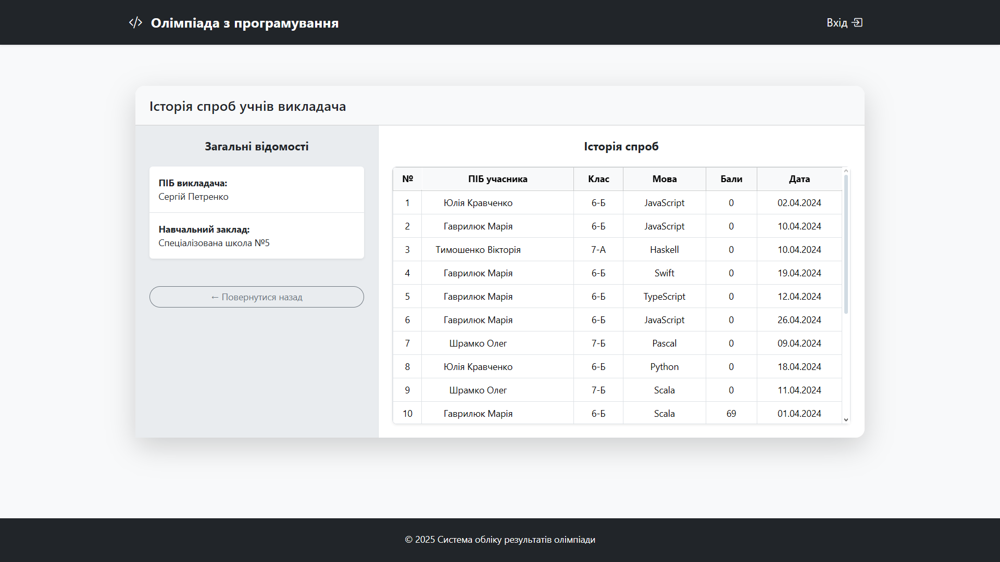 </> Олімпіада з програмування
Вхід
Історія спроб учнів викладача
Загальні відомості
ПІБ викладача:
Сергій Петренко
Навчальний заклад:
Спеціалізована школа №5
← Повернутися назад
Історія спроб
№ ПІБ учасника Клас Мова Бали Дата
1 Юлія Кравченко 6-Б JavaScript 0 02.04.2024
2 Гаврилюк Марія 6-Б JavaScript 0 10.04.2024
3 Тимошенко Вікторія 7-А Haskell 0 10.04.2024
4 Гаврилюк Марія 6-Б Swift 0 19.04.2024
5 Гаврилюк Марія 6-Б TypeScript 0 12.04.2024
6 Гаврилюк Марія 6-Б JavaScript 0 26.04.2024
7 Шрамко Олег 7-Б Pascal 0 09.04.2024
8 Юлія Кравченко 6-Б Python 0 18.04.2024
9 Шрамко Олег 7-Б Scala 0 11.04.2024
10 Гаврилюк Марія 6-Б Scala 69 01.04.2024
© 2025 Система обліку результатів олімпіади